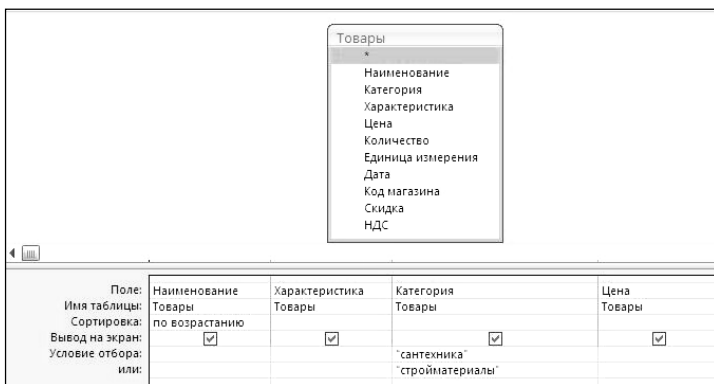 Товары
*
Наименование
Категория
Характеристика
Цена
Количество
Единица измерения
Дата
Код магазина
Скидка
НДС
Поле: Наименование Характеристика Категория Цена
Имя таблицы: Товары Товары Товары Товары
Сортировка: по возрастанию
Вывод на экран:
Условие отбора: "сантехника"
или: "стройматериалы"